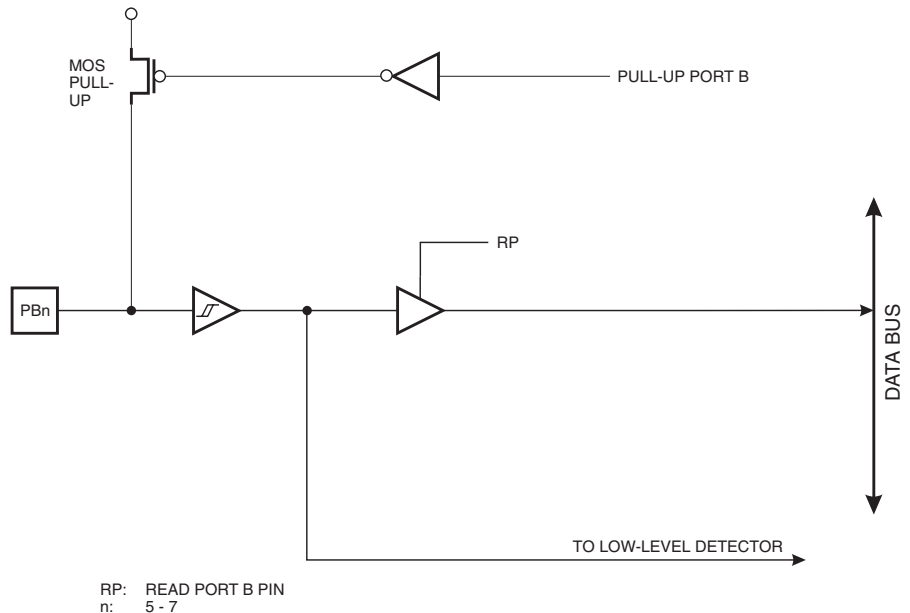 MOS
PULL-
UP
PULL-UP PORT B
RP
PBn
DATA BUS
TO LOW-LEVEL DETECTOR
RP: READ PORT B PIN
n: 5 - 7